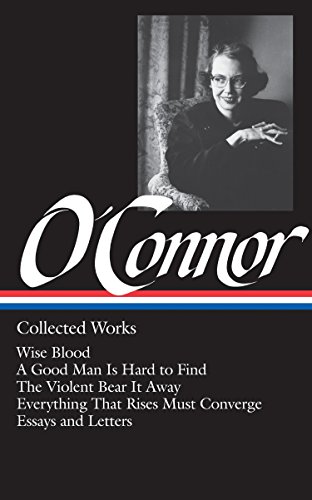 O'Connor
Collected Works
Wise Blood
A Good Man Is Hard to Find
The Violent Bear It Away
Everything That Rises Must Converge
Essays and Letters